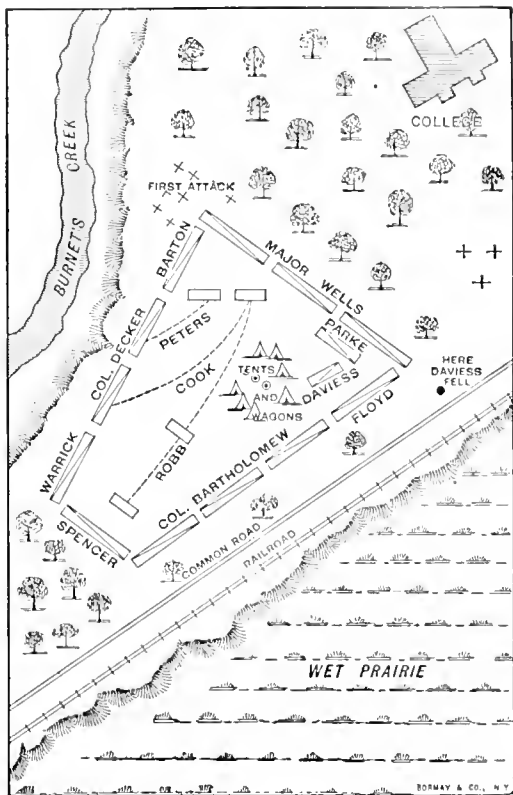 COLLEGE
BURNET'S CREEK
FIRST ATTACK
BARTON
MAJOR WELLS
COL. DECKER
PETERS
PARKE
COOK
TENTS
AND
WAGONS
DAVIESS
FLOYD
HERE
DAVIESS
FELL
WARRICK
ROBB
COL. BARTHOLOMEW
SPENCER
COMMON ROAD
RAILROAD
WET PRAIRIE
BORMAY & CO., N.Y.